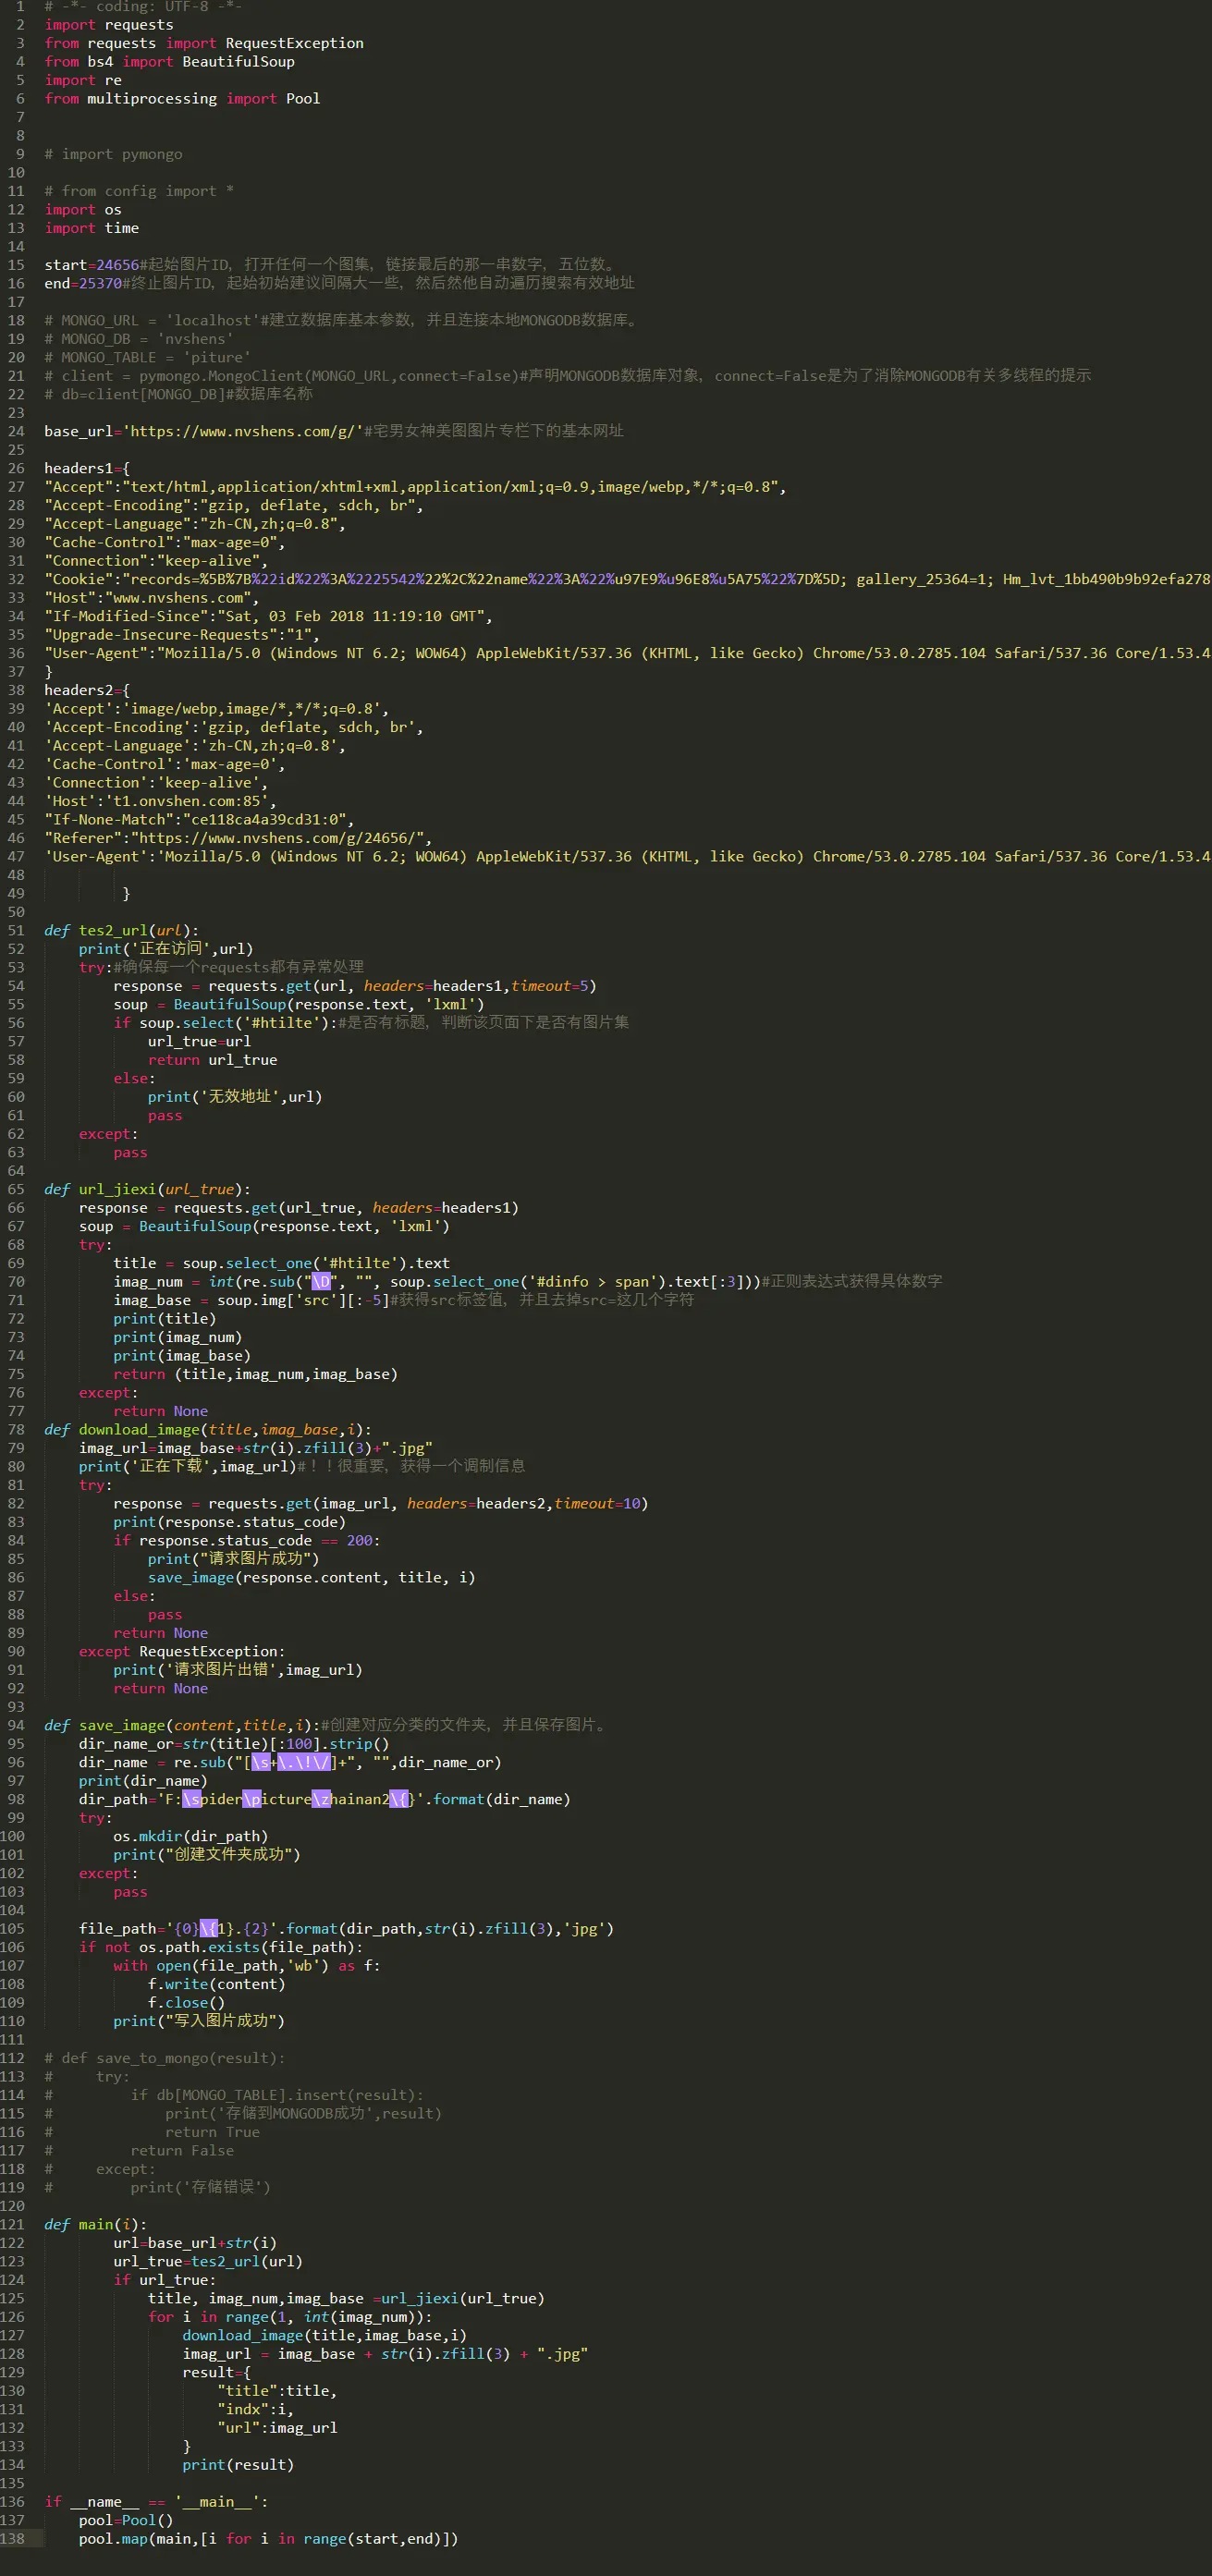 1 # -*- coding: UTF-8 -*-
2 import requests
3 from requests import RequestException
4 from bs4 import BeautifulSoup
5 import re
6 from multiprocessing import Pool
7
8
9 # import pymongo
10
11 # from config import *
12 import os
13 import time
14
15 start=24656#起始图片ID, 打开任何一个图集, 链接最后的那一串数字, 五位数。
16 end=25370#终止图片ID, 起始初始建议间隔大一些, 然后然他自动遍历搜索有效地址
17
18 # MONGO_URL = 'localhost'#建立数据库基本参数, 并且连接本地MONGODB数据库。
19 # MONGO_DB = 'nvshens'
20 # MONGO_TABLE = 'piture'
21 # client = pymongo.MongoClient(MONGO_URL,connect=False)#声明MONGODB数据库对象, connect=False是为了消除MONGODB有关多线程的提示
22 # db=client[MONGO_DB]#数据库名称
23
24 base_url='https://www.nvshens.com/g/'#宅男女神美图图片专栏下的基本网址
25
26 headers1={
27 "Accept":"text/html,application/xhtml+xml,application/xml;q=0.9,image/webp,*/*;q=0.8",
28 "Accept-Encoding":"gzip, deflate, sdch, br",
29 "Accept-Language":"zh-CN,zh;q=0.8",
30 "Cache-Control":"max-age=0",
31 "Connection":"keep-alive",
32 "Cookie":"records=%5B%7B%22id%22%3A%2225542%22%2C%22name%22%3A%22%u97E9%u96E8%u5A75%22%7D%5D; gallery_25364=1; Hm_lvt_1bb490b9b92efa278
33 "Host":"www.nvshens.com",
34 "If-Modified-Since":"Sat, 03 Feb 2018 11:19:10 GMT",
35 "Upgrade-Insecure-Requests":"1",
36 "User-Agent":"Mozilla/5.0 (Windows NT 6.2; WOW64) AppleWebKit/537.36 (KHTML, like Gecko) Chrome/53.0.2785.104 Safari/537.36 Core/1.53.4
37 }
38 headers2={
39 'Accept':'image/webp,image/*,*/*;q=0.8',
40 'Accept-Encoding':'gzip, deflate, sdch, br',
41 'Accept-Language':'zh-CN,zh;q=0.8',
42 'Cache-Control':'max-age=0',
43 'Connection':'keep-alive',
44 'Host':'t1.onvshen.com:85',
45 "If-None-Match":"ce118ca4a39cd31:0",
46 "Referer":"https://www.nvshens.com/g/24656/",
47 'User-Agent':'Mozilla/5.0 (Windows NT 6.2; WOW64) AppleWebKit/537.36 (KHTML, like Gecko) Chrome/53.0.2785.104 Safari/537.36 Core/1.53.4
48
49 }
50
51 def tes2_url(url):
52 print('正在访问',url)
53 try:#确保每一个requests都有异常处理
54 response = requests.get(url, headers=headers1,timeout=5)
55 soup = BeautifulSoup(response.text, 'lxml')
56 if soup.select('#htilte'):#是否有标题, 判断该页面下是否有图片集
57 url_true=url
58 return url_true
59 else:
60 print('无效地址',url)
61 pass
62 except:
63 pass
64
65 def url_jiexi(url_true):
66 response = requests.get(url_true, headers=headers1)
67 soup = BeautifulSoup(response.text, 'lxml')
68 try:
69 title = soup.select_one('#htilte').text
70 imag_num = int(re.sub("\D", "", soup.select_one('#dinfo > span').text[:3]))#正则表达式获得具体数字
71 imag_base = soup.img['src'][:-5]#获得src标签值, 并且去掉src=这几个字符
72 print(title)
73 print(imag_num)
74 print(imag_base)
75 return (title,imag_num,imag_base)
76 except:
77 return None
78 def download_image(title,imag_base,i):
79 imag_url=imag_base+str(i).zfill(3)+".jpg"
80 print('正在下载',imag_url)#！！很重要, 获得一个调制信息
81 try:
82 response = requests.get(imag_url, headers=headers2,timeout=10)
83 print(response.status_code)
84 if response.status_code == 200:
85 print("请求图片成功")
86 save_image(response.content, title, i)
87 else:
88 pass
89 return None
90 except RequestException:
91 print('请求图片出错',imag_url)
92 return None
93
94 def save_image(content,title,i):#创建对应分类的文件夹, 并且保存图片。
95 dir_name_or=str(title)[:100].strip()
96 dir_name = re.sub("[\s+\.\!\/]+", "",dir_name_or)
97 print(dir_name)
98 dir_path='F:\spider\picture\zhainan2\{}'.format(dir_name)
99 try:
100 os.mkdir(dir_path)
101 print("创建文件夹成功")
102 except:
103 pass
104
105 file_path='{0}\{1}.{2}'.format(dir_path,str(i).zfill(3),'jpg')
106 if not os.path.exists(file_path):
107 with open(file_path,'wb') as f:
108 f.write(content)
109 f.close()
110 print("写入图片成功")
111
112 # def save_to_mongo(result):
113 # try:
114 # if db[MONGO_TABLE].insert(result):
115 # print('存储到MONGODB成功',result)
116 # return True
117 # return False
118 # except:
119 # print('存储错误')
120
121 def main(i):
122 url=base_url+str(i)
123 url_true=tes2_url(url)
124 if url_true:
125 title, imag_num,imag_base =url_jiexi(url_true)
126 for i in range(1, int(imag_num)):
127 download_image(title,imag_base,i)
128 imag_url = imag_base + str(i).zfill(3) + ".jpg"
129 result={
130 "title":title,
131 "indx":i,
132 "url":imag_url
133 }
134 print(result)
135
136 if __name__ == '__main__':
137 pool=Pool()
138 pool.map(main,[i for i in range(start,end)])